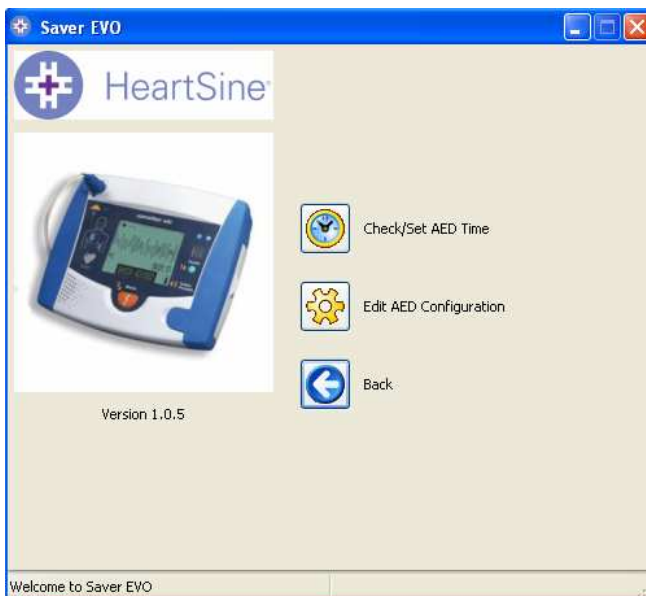 Saver EVO
HeartSine®
Check/Set AED Time
Edit AED Configuration
Back
Version 1.0.5
Welcome to Saver EVO